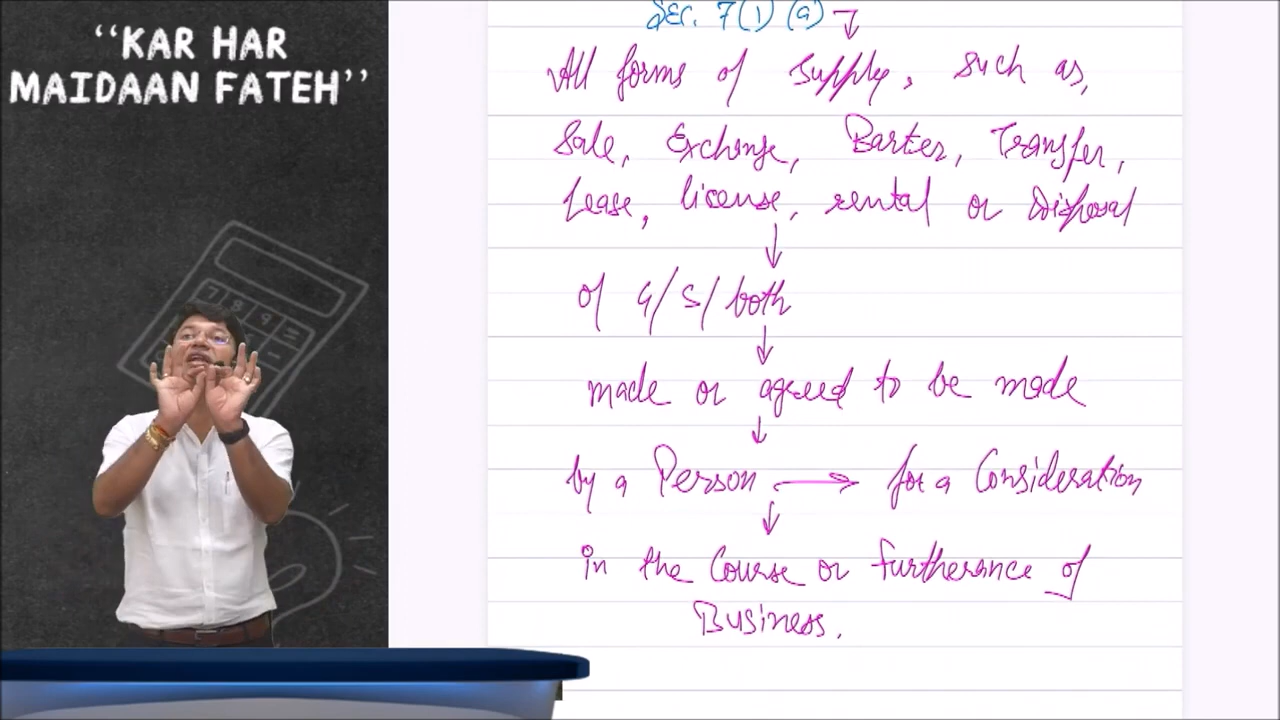 “KAR HAR
MAIDAAN FATEH”
Sec. 7(1) (a)
All forms of supply, such as,
Sale, Exchange, Barter, Transfer,
Lease, license, rental or Disposal
of G/S/both
made or agreed to be made
by a Person → for a Consideration
in the Course or furtherance of
Business.